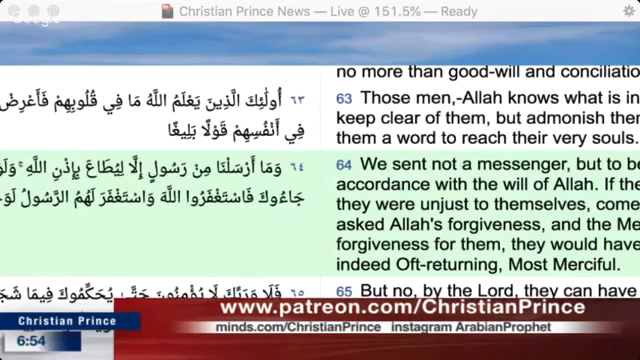 Christian Prince News — Live @ 151.5% — Ready
Google
no more than good-will and conciliation
٦٣ أُولَٰئِكَ الَّذِينَ يَعْلَمُ اللَّهُ مَا فِي قُلُوبِهِمْ فَأَعْرِضْ
فِي أَنْفُسِهِمْ قَوْلًا بَلِيغًا
63 Those men,-Allah knows what is in
keep clear of them, but admonish them
them a word to reach their very souls.
٦٤ وَمَا أَرْسَلْنَا مِنْ رَسُولٍ إِلَّا لِيُطَاعَ بِإِذْنِ اللَّهِ ۚ وَلَوْ
جَاءُوكَ فَاسْتَغْفَرُوا اللَّهَ وَاسْتَغْفَرَ لَهُمُ الرَّسُولُ
64 We sent not a messenger, but to be
accordance with the will of Allah. If the
they were unjust to themselves, come
asked Allah's forgiveness, and the Me
forgiveness for them, they would have
indeed Oft-returning, Most Merciful.
٦٥ فَلَا وَرَبِّكَ لَا يُؤْمِنُونَ حَتَّىٰ يُحَكِّمُوكَ فِيمَا
65 But no, by the Lord, they can have
www.patreon.com/ChristianPrince
Christian Prince
minds.com/ChristianPrince instagram ArabianProphet
6:54